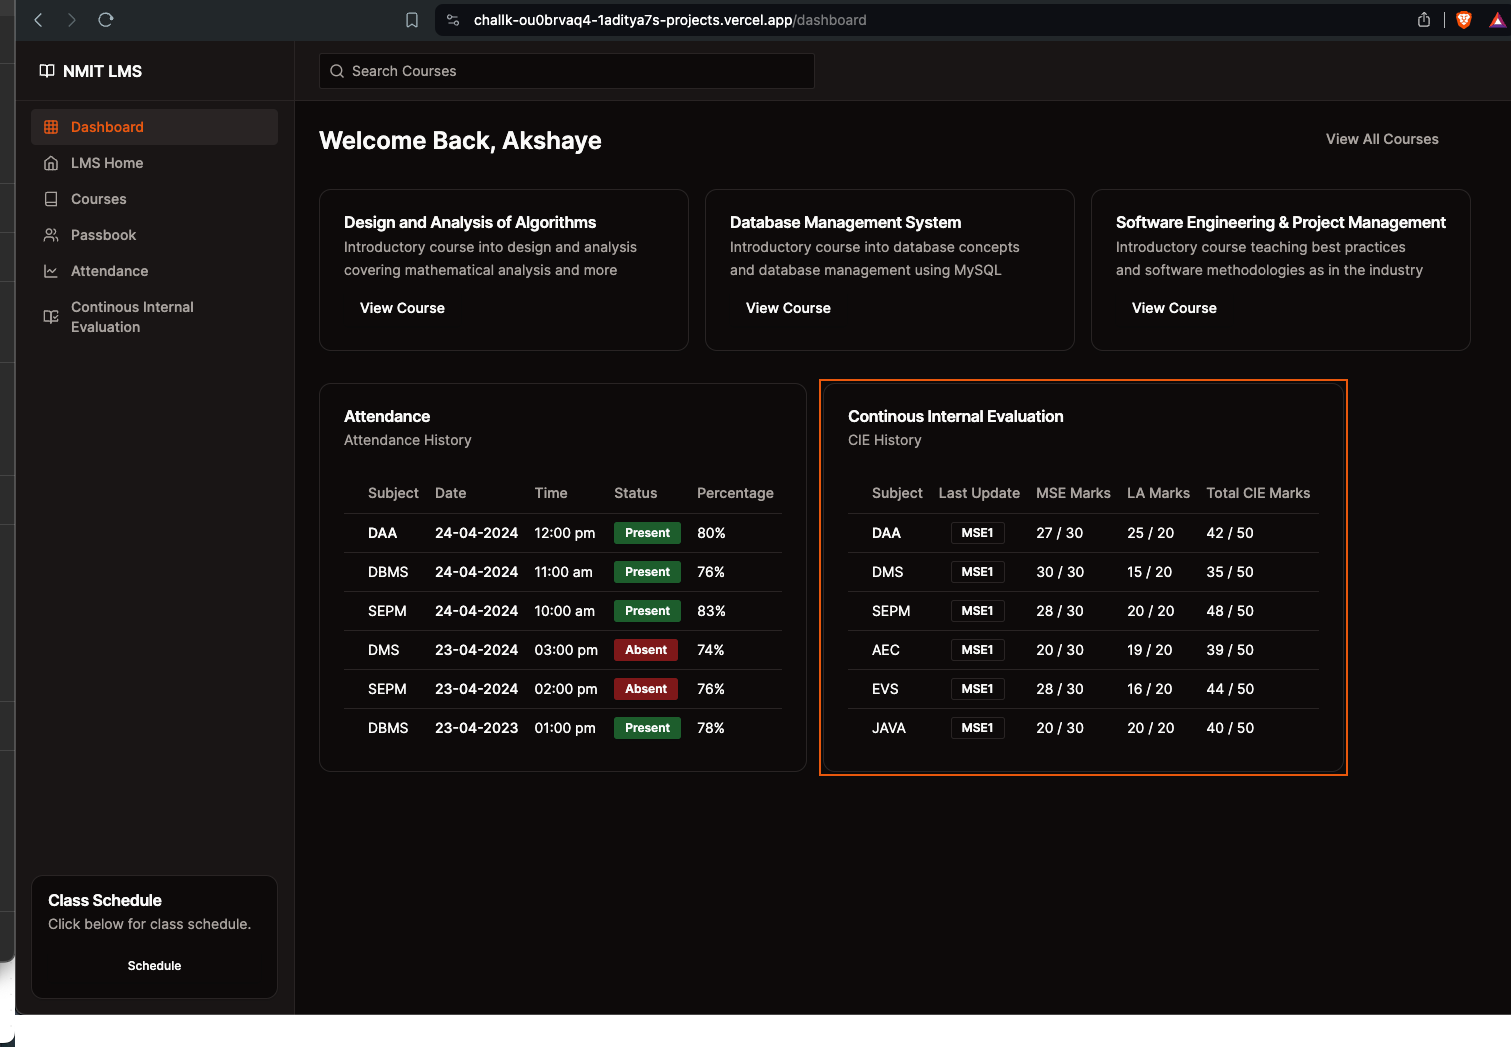 challk-ou0brvaq4-1aditya7s-projects.vercel.app/dashboard
NMIT LMS
Search Courses
Dashboard
LMS Home
Courses
Passbook
Attendance
Continous Internal
Evaluation
Welcome Back, Akshaye
View All Courses
Design and Analysis of Algorithms
Introductory course into design and analysis
covering mathematical analysis and more
View Course
Database Management System
Introductory course into database concepts
and database management using MySQL
View Course
Software Engineering & Project Management
Introductory course teaching best practices
and software methodologies as in the industry
View Course
Attendance
Attendance History
Subject Date Time Status Percentage
DAA 24-04-2024 12:00 pm Present 80%
DBMS 24-04-2024 11:00 am Present 76%
SEPM 24-04-2024 10:00 am Present 83%
DMS 23-04-2024 03:00 pm Absent 74%
SEPM 23-04-2024 02:00 pm Absent 76%
DBMS 23-04-2023 01:00 pm Present 78%
Continous Internal Evaluation
CIE History
Subject Last Update MSE Marks LA Marks Total CIE Marks
DAA MSE1 27 / 30 25 / 20 42 / 50
DMS MSE1 30 / 30 15 / 20 35 / 50
SEPM MSE1 28 / 30 20 / 20 48 / 50
AEC MSE1 20 / 30 19 / 20 39 / 50
EVS MSE1 28 / 30 16 / 20 44 / 50
JAVA MSE1 20 / 30 20 / 20 40 / 50
Class Schedule
Click below for class schedule.
Schedule